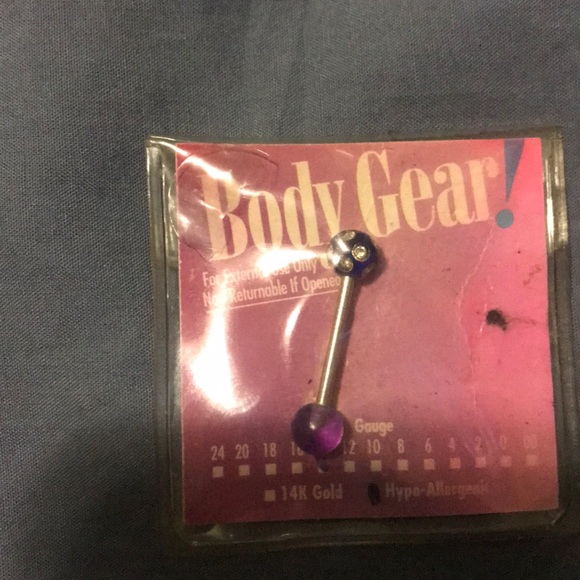 Body Gear!
For External Use Only
Not Returnable If Opened
Gauge
24 20 18 12 10 8 6 4 2 0 00
14K Gold Hypo-Allergenic